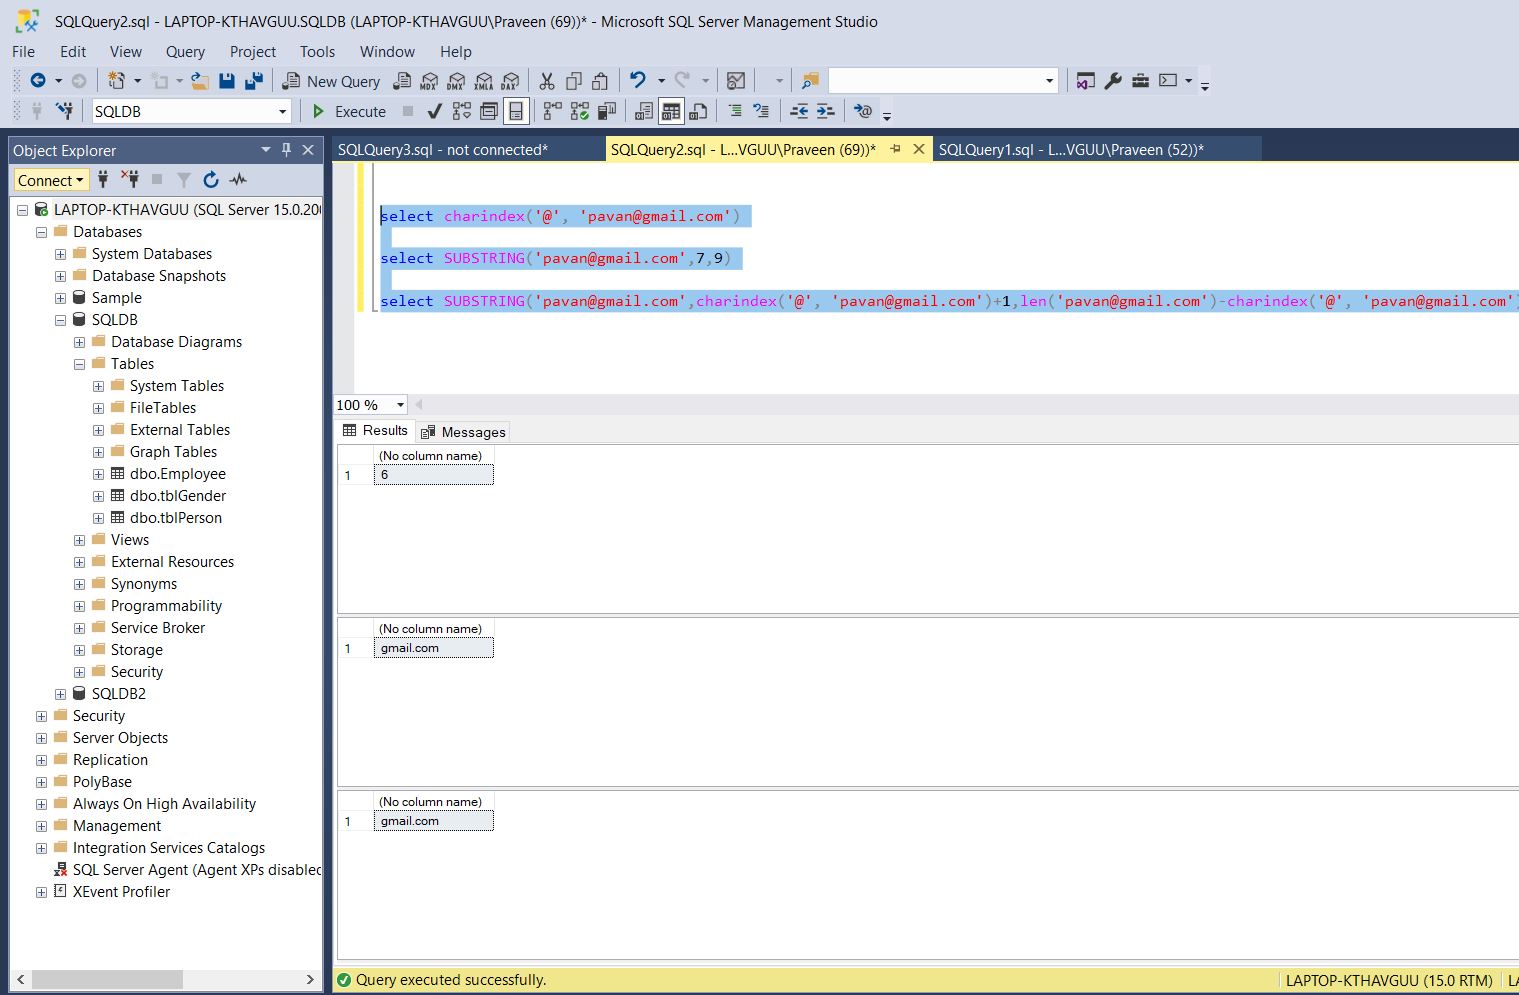 SQLQuery2.sql - LAPTOP-KTHAVGUU.SQLDB (LAPTOP-KTHAVGUU\Praveen (69))* - Microsoft SQL Server Management Studio
File Edit View Query Project Tools Window Help
New Query MDX DMX XMLA DAX
SQLDB Execute
Object Explorer
Connect
LAPTOP-KTHAVGUU (SQL Server 15.0.200
Databases
System Databases
Database Snapshots
Sample
SQLDB
Database Diagrams
Tables
System Tables
FileTables
External Tables
Graph Tables
dbo.Employee
dbo.tblGender
dbo.tblPerson
Views
External Resources
Synonyms
Programmability
Service Broker
Storage
Security
SQLDB2
Security
Server Objects
Replication
PolyBase
Always On High Availability
Management
Integration Services Catalogs
SQL Server Agent (Agent XPs disabled
XEvent Profiler
SQLQuery3.sql - not connected* SQLQuery2.sql - L...VGUU\Praveen (69))* SQLQuery1.sql - L...VGUU\Praveen (52))*
select charindex('@', 'pavan@gmail.com')
select SUBSTRING('pavan@gmail.com',7,9)
select SUBSTRING('pavan@gmail.com',charindex('@', 'pavan@gmail.com')+1,len('pavan@gmail.com')-charindex('@', 'pavan@gmail.com')
100 %
Results Messages
(No column name)
1 6
(No column name)
1 gmail.com
(No column name)
1 gmail.com
Query executed successfully. LAPTOP-KTHAVGUU (15.0 RTM)